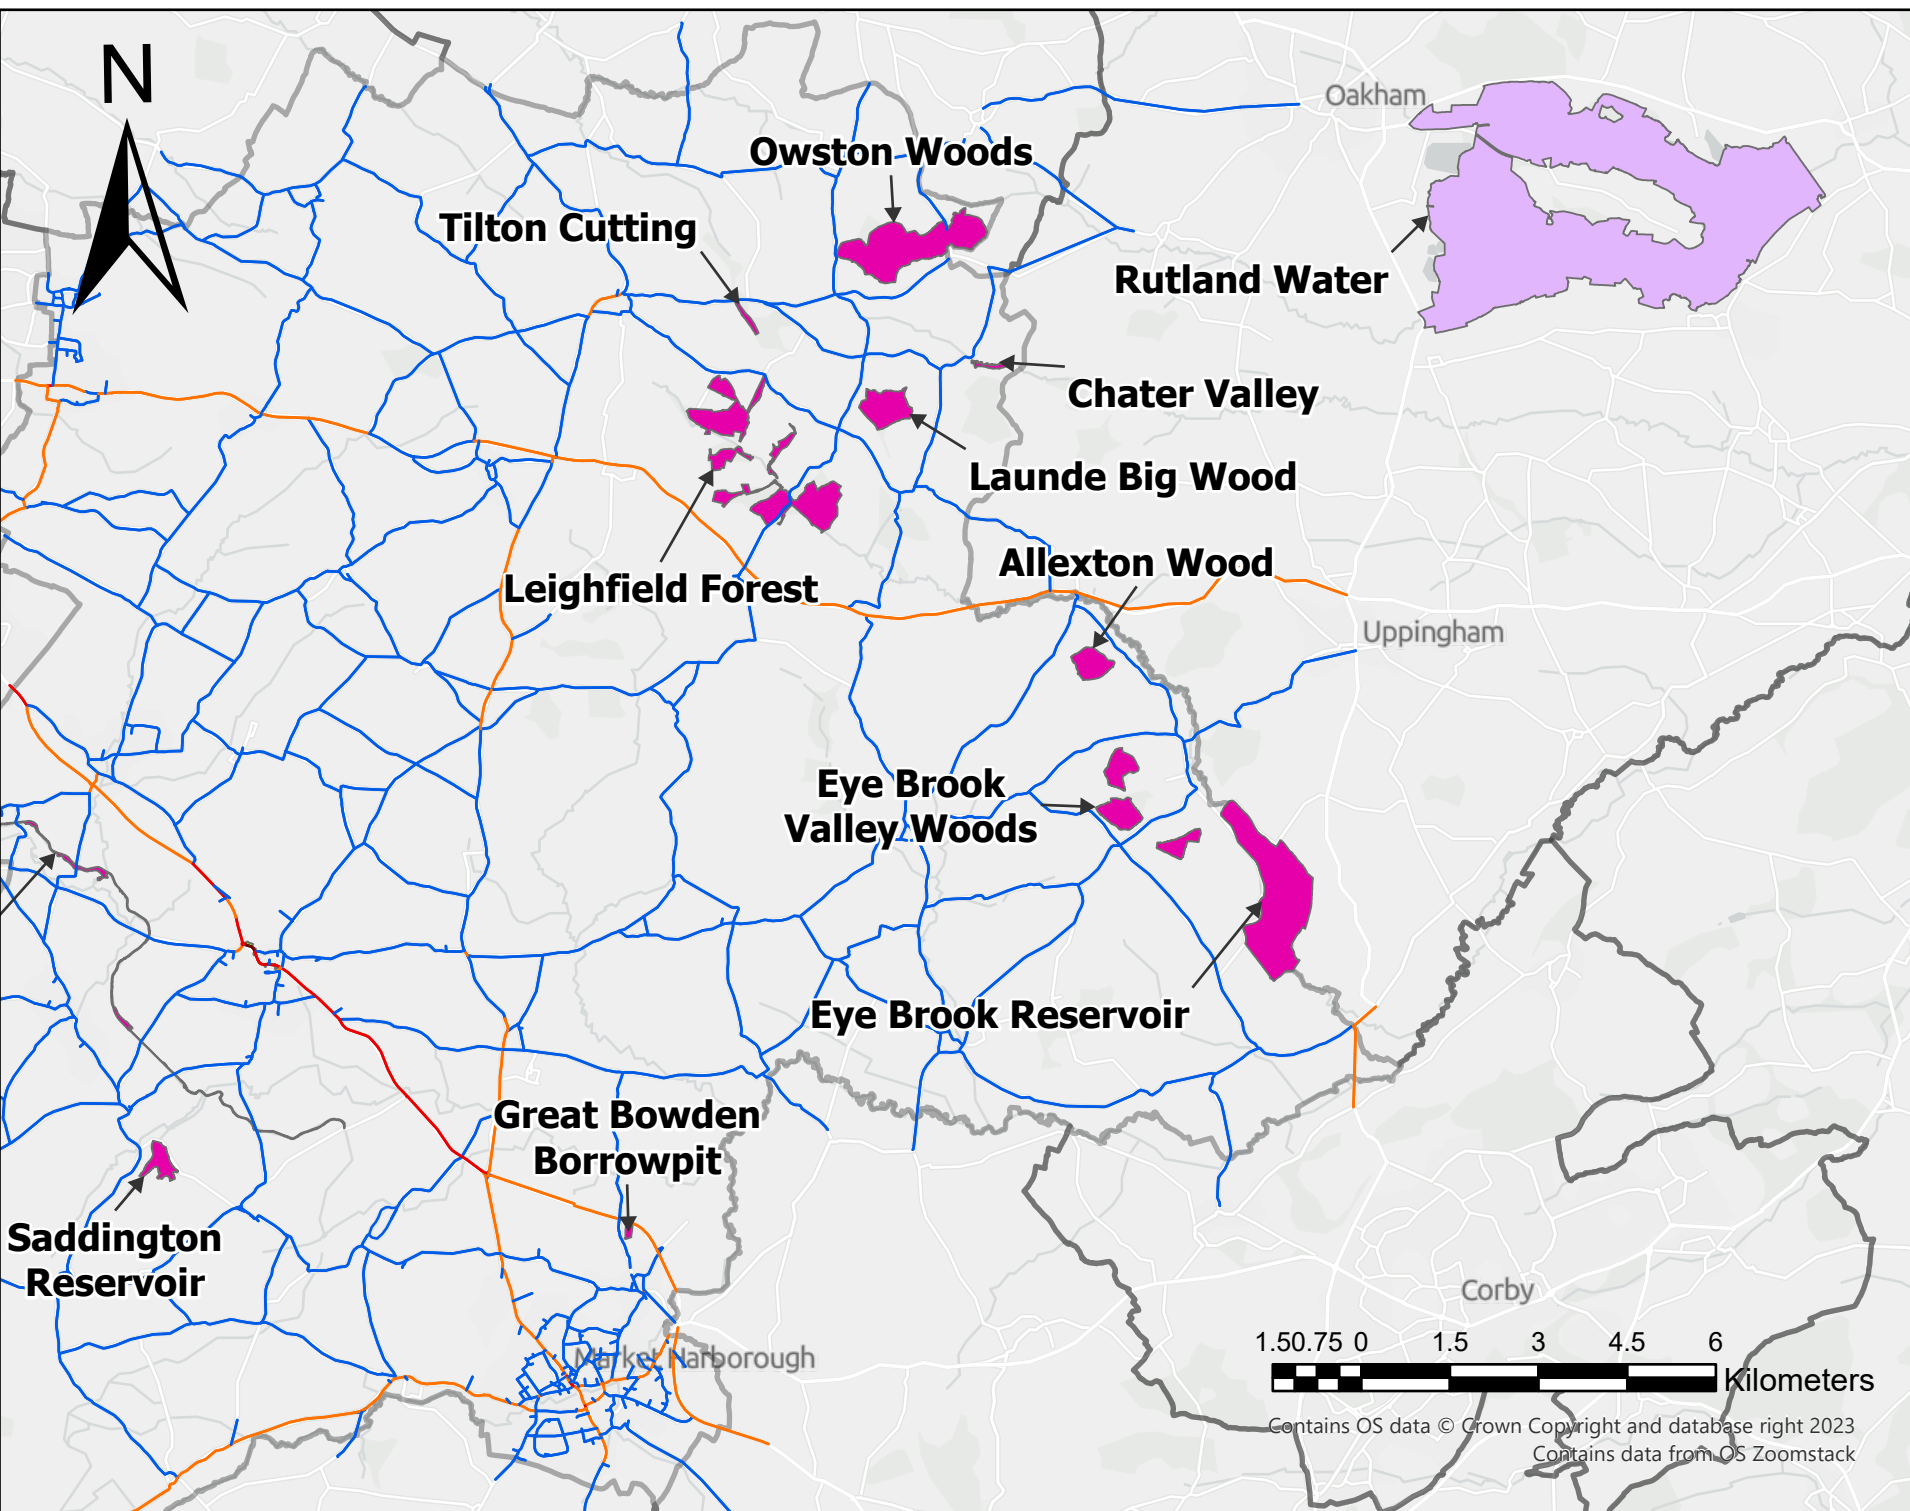 N
Oakham
Owston Woods
Tilton Cutting
Rutland Water
Chater Valley
Launde Big Wood
Allexton Wood
Leighfield Forest
Uppingham
Eye Brook
Valley Woods
Eye Brook Reservoir
Great Bowden
Borrowpit
Saddington
Reservoir
Corby
Market Harborough
1.50.75 0 1.5 3 4.5 6
Kilometers
Contains OS data © Crown Copyright and database right 2023
Contains data from OS Zoomstack